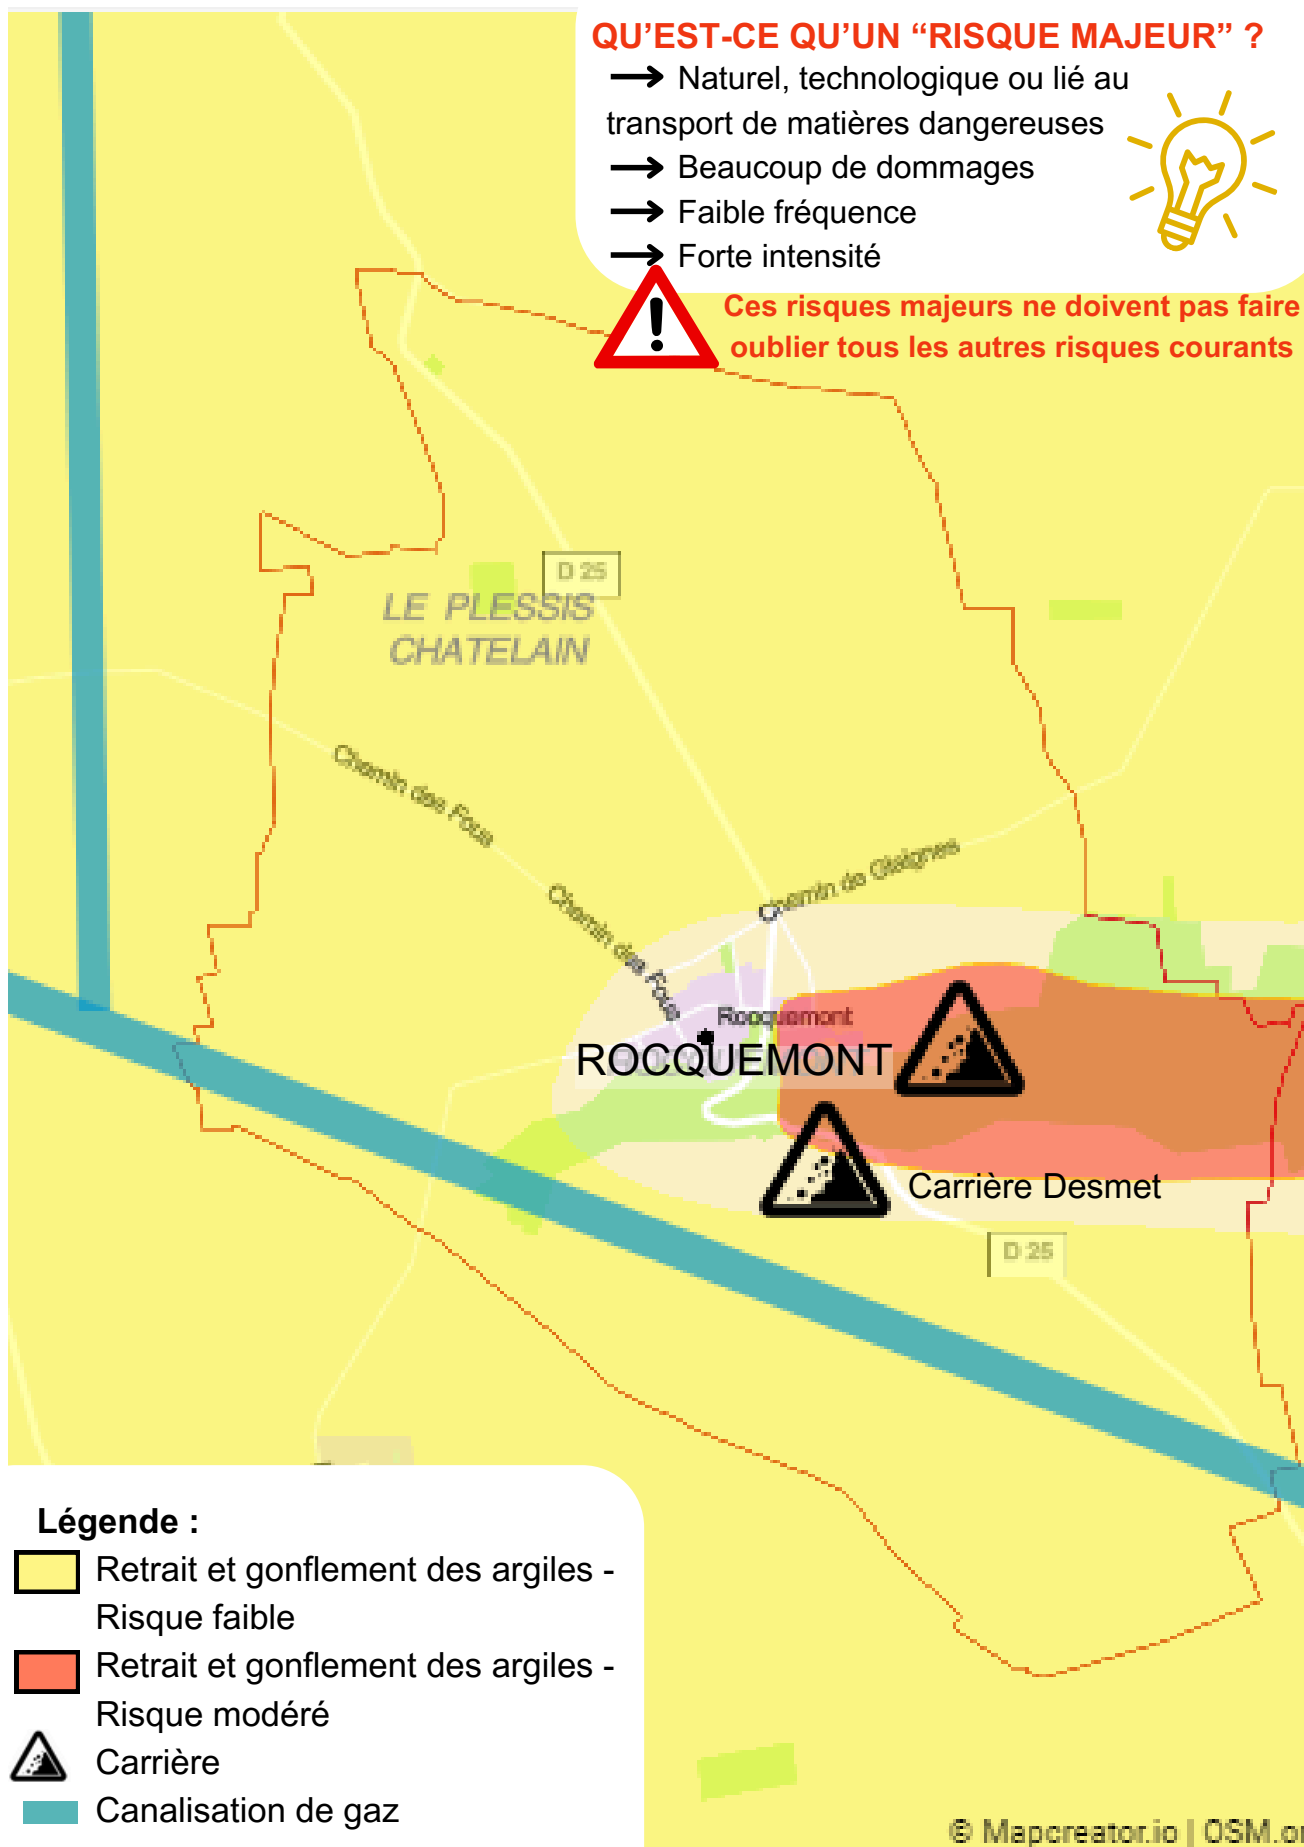 QU'EST-CE QU'UN “RISQUE MAJEUR” ?
→ Naturel, technologique ou lié au
transport de matières dangereuses
→ Beaucoup de dommages
→ Faible fréquence
→ Forte intensité
Ces risques majeurs ne doivent pas faire
oublier tous les autres risques courants
D 25
LE PLESSIS
CHATELAIN
Chemin des Fous
Chemin de Glaignes
Chemin des Fous
Rocquemont
ROCQUEMONT
Carrière Desmet
D 25
Légende :
Retrait et gonflement des argiles -
Risque faible
Retrait et gonflement des argiles -
Risque modéré
Carrière
Canalisation de gaz
© Mapcreator.io | OSM.or